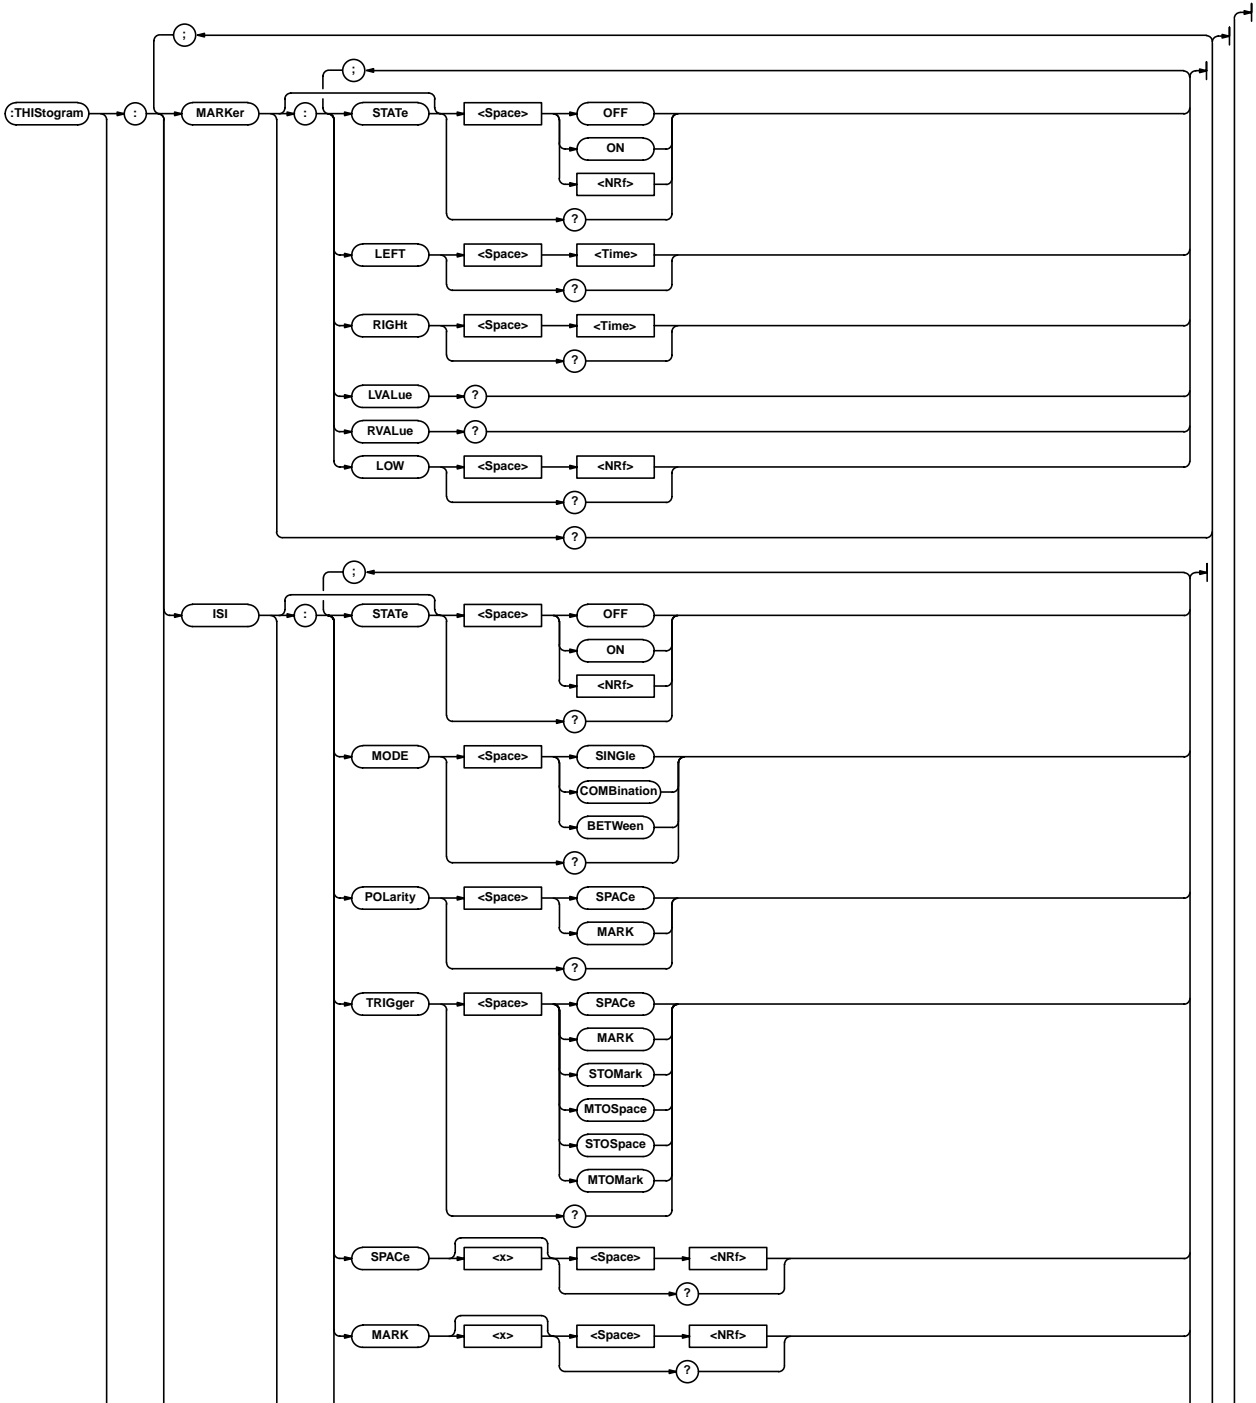 ;
;
:THIStogram : MARKer : STATe <Space> OFF
ON
<NRf>
?
LEFT <Space> <Time>
?
RIGHt <Space> <Time>
?
LVALue ?
RVALue ?
LOW <Space> <NRf>
?
?
;
ISI : STATe <Space> OFF
ON
<NRf>
?
MODE <Space> SINGle
COMBination
BETWeen
?
POLarity <Space> SPACe
MARK
?
TRIGger <Space> SPACe
MARK
STOMark
MTOSpace
STOSpace
MTOMark
?
SPACe <x> <Space> <NRf>
?
MARK <x> <Space> <NRf>
?